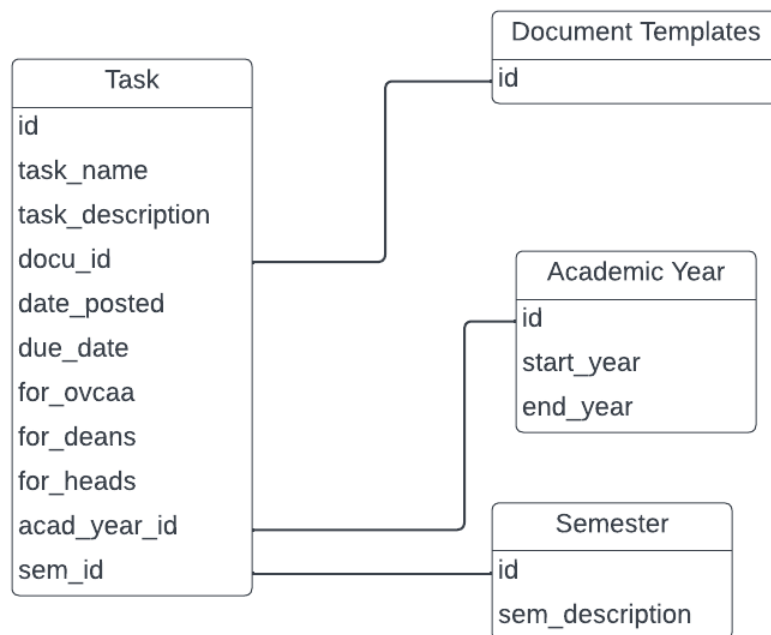 Task
id
task_name
task_description
docu_id
date_posted
due_date
for_ovcaa
for_deans
for_heads
acad_year_id
sem_id
Document Templates
id
Academic Year
id
start_year
end_year
Semester
id
sem_description